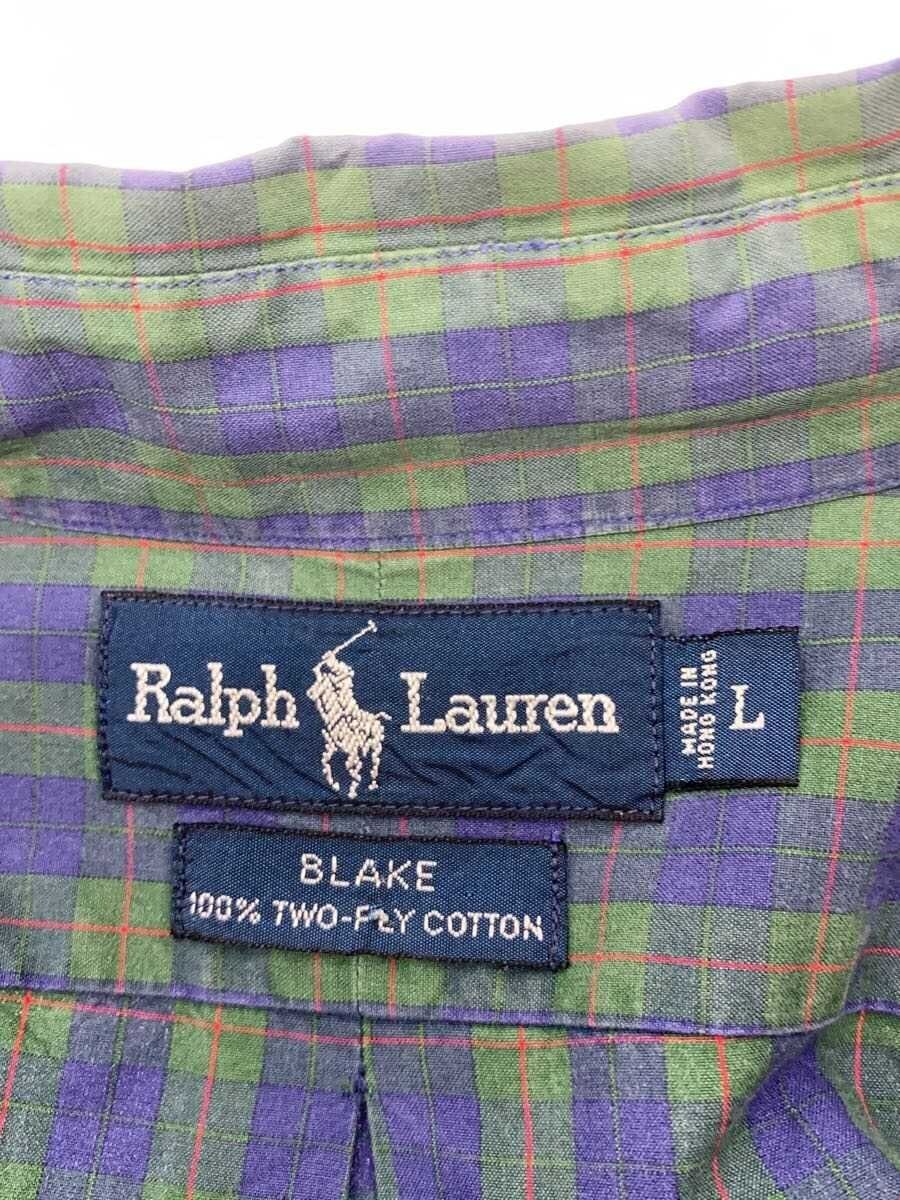 Ralph Lauren
MADE IN
HONG KONG
L
BLAKE
100% TWO-PLY COTTON